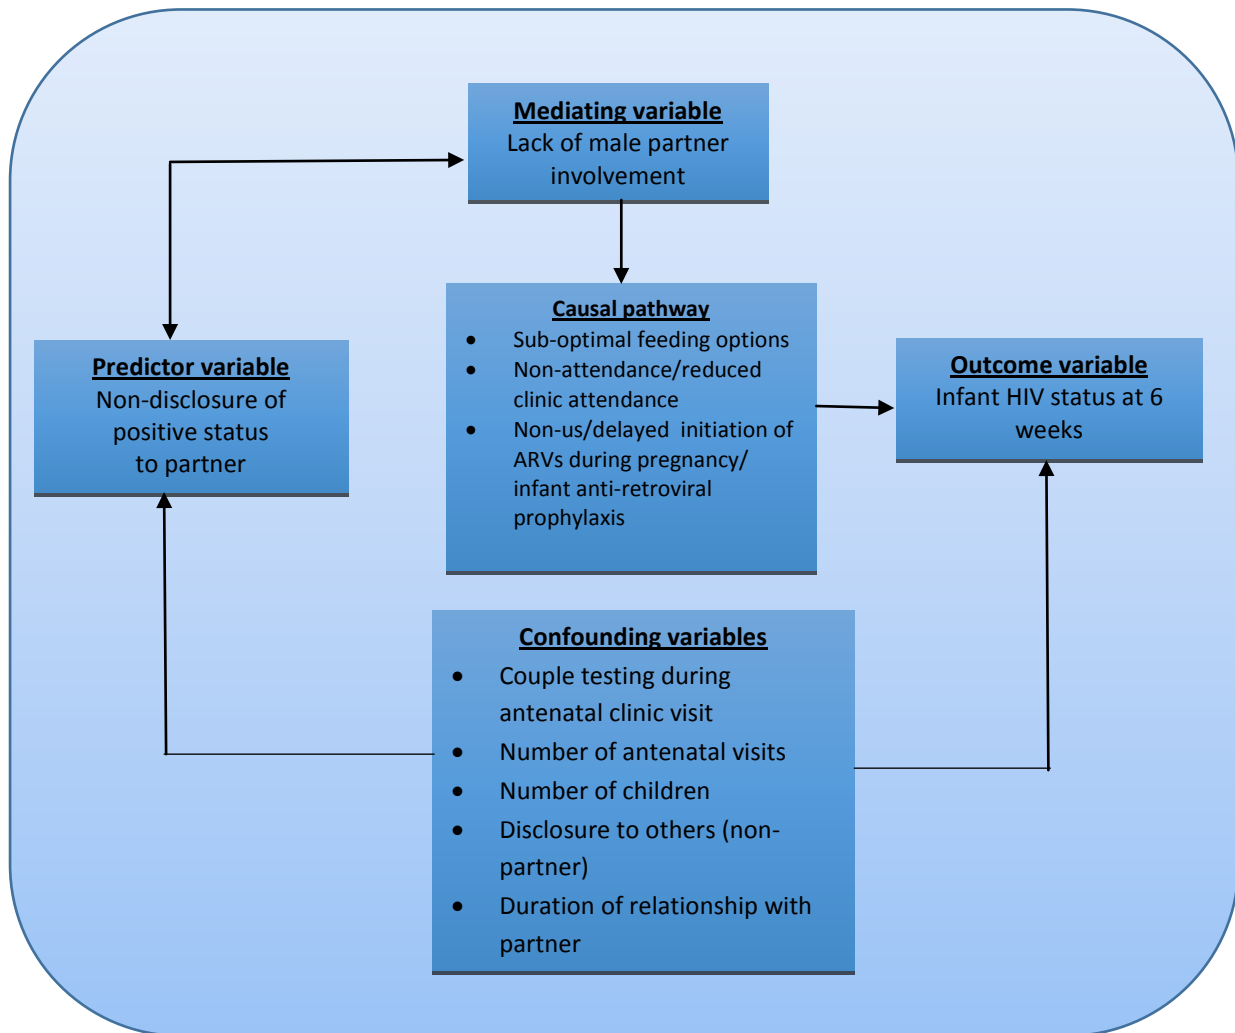 Mediating variable
Lack of male partner
involvement
Causal pathway
• Sub-optimal feeding options
• Non-attendance/reduced
clinic attendance
• Non-us/delayed initiation of
ARVs during pregnancy/
infant anti-retroviral
prophylaxis
Predictor variable
Non-disclosure of
positive status
to partner
Outcome variable
Infant HIV status at 6
weeks
Confounding variables
• Couple testing during
antenatal clinic visit
• Number of antenatal visits
• Number of children
• Disclosure to others (non-
partner)
• Duration of relationship with
partner